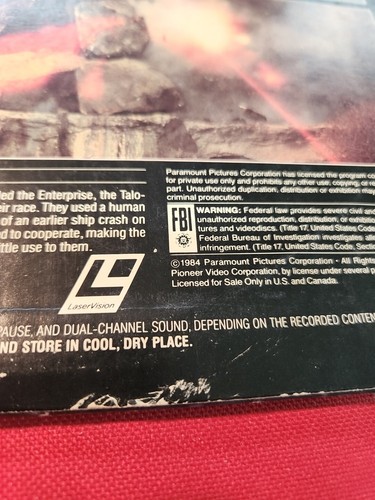 led the Enterprise, the Talo-
eir race. They used a human
of an earlier ship crash on
d to cooperate, making the
ttle use to them.
LaserVision
Paramount Pictures Corporation has licensed the program co
for private use only and prohibits any other use, copying, or re
part. Unauthorized duplication, distribution or exhibition may
criminal prosecution.
FBI
WARNING: Federal law provides severe civil and
unauthorized reproduction, distribution, or exhibition
tures and videodiscs. (Title 17, United States Code
Federal Bureau of Investigation investigates alle
infringement. (Title 17, United States Code, Section
©1984 Paramount Pictures Corporation - All Rights
Pioneer Video Corporation, by license under several p
Licensed for Sale Only in U.S. and Canada.
PAUSE, AND DUAL-CHANNEL SOUND, DEPENDING ON THE RECORDED CONTEN
ND STORE IN COOL, DRY PLACE.